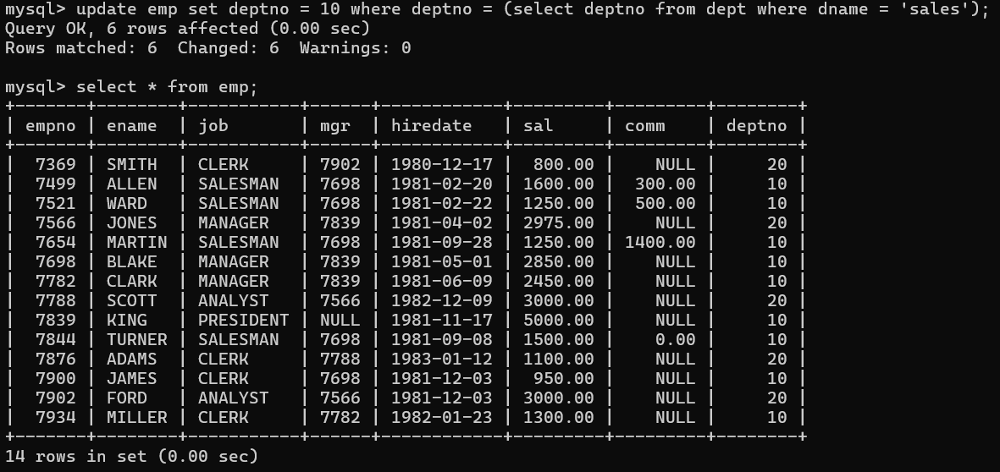 mysql> update emp set deptno = 10 where deptno = (select deptno from dept where dname = 'sales');
Query OK, 6 rows affected (0.00 sec)
Rows matched: 6  Changed: 6  Warnings: 0

mysql> select * from emp;
+-------+--------+-----------+------+------------+---------+---------+--------+
| empno | ename  | job       | mgr  | hiredate   | sal     | comm    | deptno |
+-------+--------+-----------+------+------------+---------+---------+--------+
|  7369 | SMITH  | CLERK     | 7902 | 1980-12-17 |  800.00 |    NULL |     20 |
|  7499 | ALLEN  | SALESMAN  | 7698 | 1981-02-20 | 1600.00 |  300.00 |     10 |
|  7521 | WARD   | SALESMAN  | 7698 | 1981-02-22 | 1250.00 |  500.00 |     10 |
|  7566 | JONES  | MANAGER   | 7839 | 1981-04-02 | 2975.00 |    NULL |     20 |
|  7654 | MARTIN | SALESMAN  | 7698 | 1981-09-28 | 1250.00 | 1400.00 |     10 |
|  7698 | BLAKE  | MANAGER   | 7839 | 1981-05-01 | 2850.00 |    NULL |     10 |
|  7782 | CLARK  | MANAGER   | 7839 | 1981-06-09 | 2450.00 |    NULL |     10 |
|  7788 | SCOTT  | ANALYST   | 7566 | 1982-12-09 | 3000.00 |    NULL |     20 |
|  7839 | KING   | PRESIDENT | NULL | 1981-11-17 | 5000.00 |    NULL |     10 |
|  7844 | TURNER | SALESMAN  | 7698 | 1981-09-08 | 1500.00 |    0.00 |     10 |
|  7876 | ADAMS  | CLERK     | 7788 | 1983-01-12 | 1100.00 |    NULL |     20 |
|  7900 | JAMES  | CLERK     | 7698 | 1981-12-03 |  950.00 |    NULL |     10 |
|  7902 | FORD   | ANALYST   | 7566 | 1981-12-03 | 3000.00 |    NULL |     20 |
|  7934 | MILLER | CLERK     | 7782 | 1982-01-23 | 1300.00 |    NULL |     10 |
+-------+--------+-----------+------+------------+---------+---------+--------+
14 rows in set (0.00 sec)